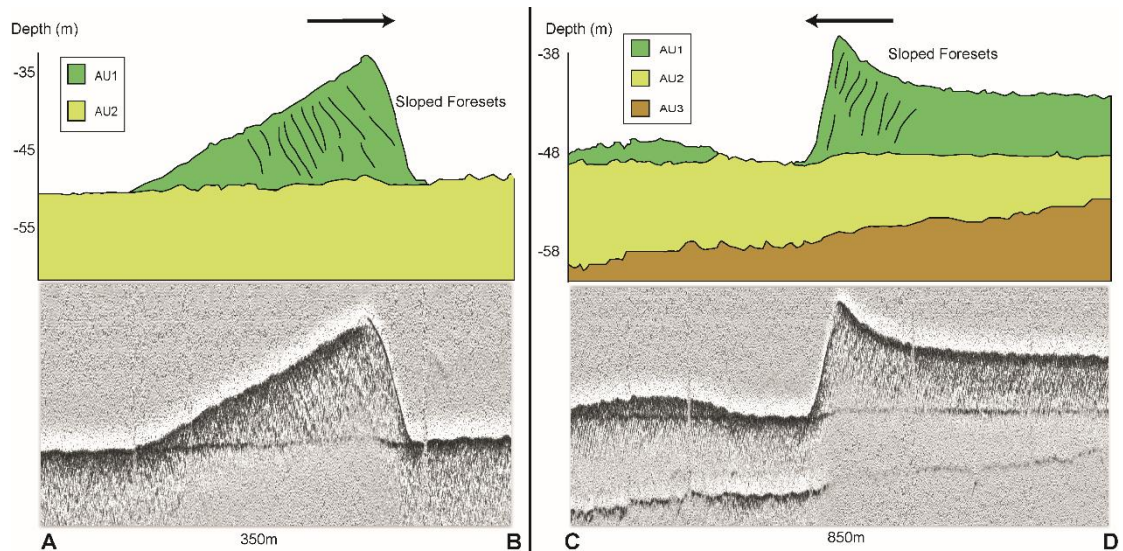 Depth (m)
-35
-45
-55
AU1
AU2
Sloped Foresets
A
350m
B
Depth (m)
-38
-48
-58
AU1
AU2
AU3
Sloped Foresets
C
850m
D